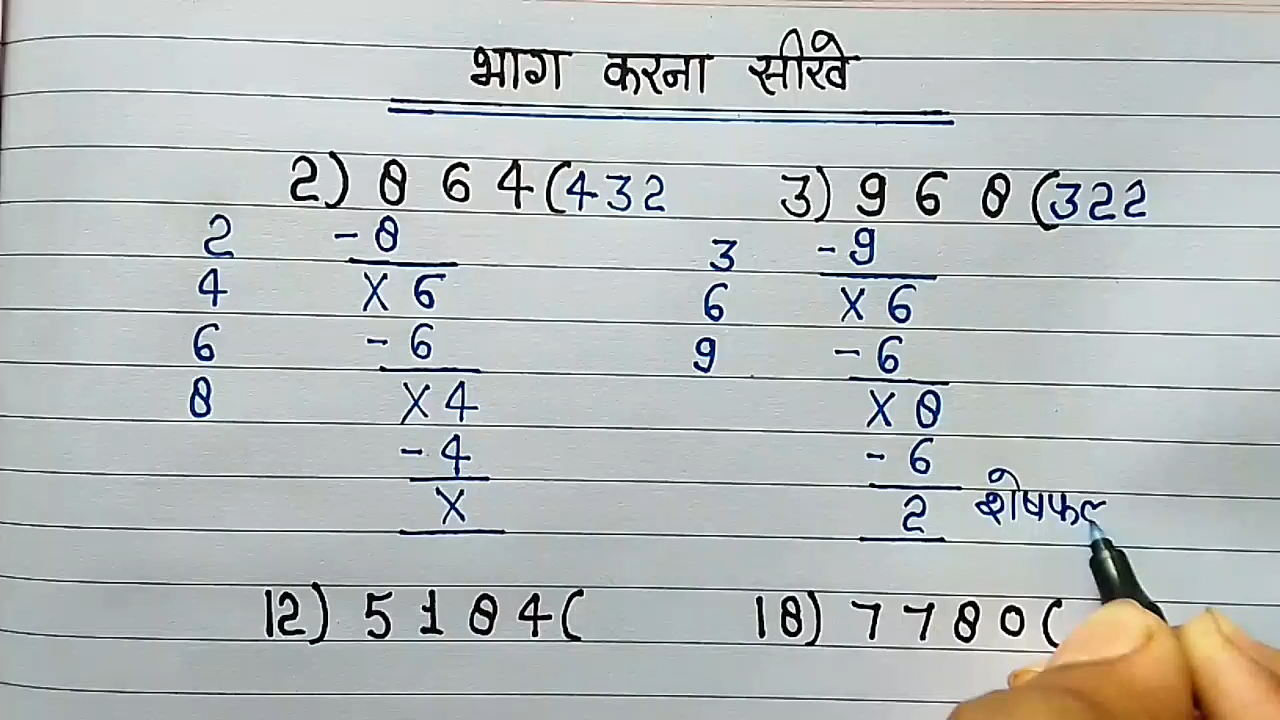 भाग करना सीखे
2) 8 6 4 ( 432
2 - 8
4 x 6
6 - 6
8 x 4
- 4
x
3) 9 6 8 ( 322
3 - 9
6 x 6
9 - 6
x 8
- 6
2 शेषफल
12) 5 1 8 4 (
18) 7 7 8 0 (